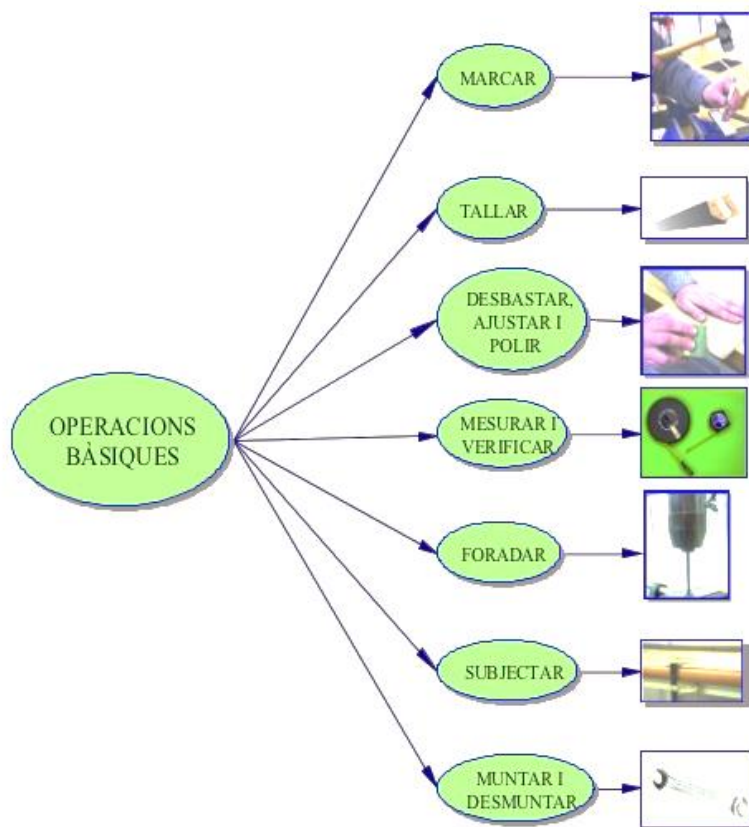 MARCAR
TALLAR
DESBASTAR,
AJUSTAR I
POLIR
OPERACIONS
BÀSIQUES
MESURAR I
VERIFICAR
FORADAR
SUBJECTAR
MUNTAR I
DESMUNTAR